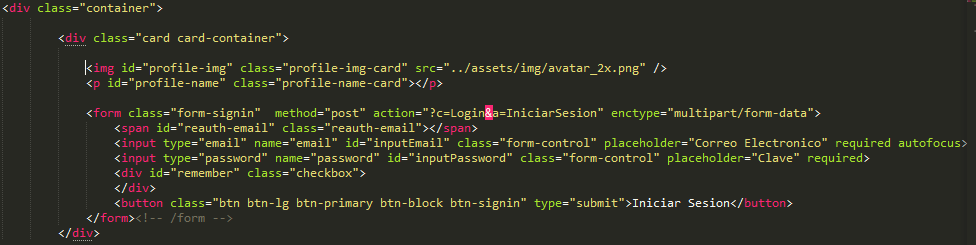 <div class="container">
<div class="card card-container">
<img id="profile-img" class="profile-img-card" src="../assets/img/avatar_2x.png" />
<p id="profile-name" class="profile-name-card"></p>
<form class="form-signin"  method="post" action="?c=Login&a=IniciarSesion" enctype="multipart/form-data">
<span id="reauth-email" class="reauth-email"></span>
<input type="email" name="email" id="inputEmail" class="form-control" placeholder="Correo Electronico" required autofocus>
<input type="password" name="password" id="inputPassword" class="form-control" placeholder="Clave" required>
<div id="remember" class="checkbox">
</div>
<button class="btn btn-lg btn-primary btn-block btn-signin" type="submit">Iniciar Sesion</button>
</form><!-- /form -->
</div>